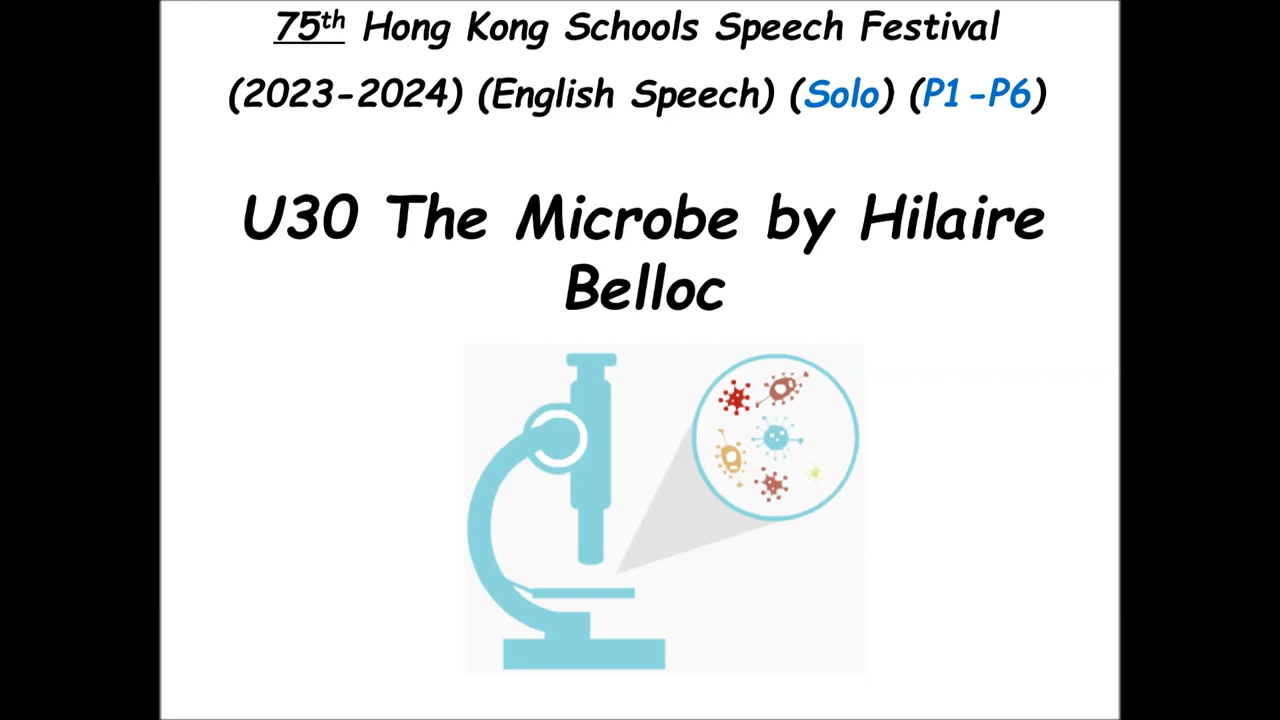 75th Hong Kong Schools Speech Festival
(2023-2024) (English Speech) (Solo) (P1-P6)
U30 The Microbe by Hilaire
Belloc